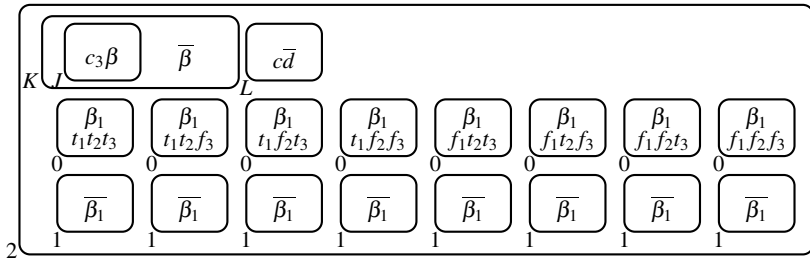 c₃β β̅ cd̅
K J L
β₁ β₁ β₁ β₁ β₁ β₁ β₁ β₁
t₁t₂t₃ t₁t₂f₃ t₁f₂t₃ t₁f₂f₃ f₁t₂t₃ f₁t₂f₃ f₁f₂t₃ f₁f₂f₃
0 0 0 0 0 0 0 0
β̅₁̅ β̅₁̅ β̅₁̅ β̅₁̅ β̅₁̅ β̅₁̅ β̅₁̅ β̅₁̅
2 1 1 1 1 1 1 1 1